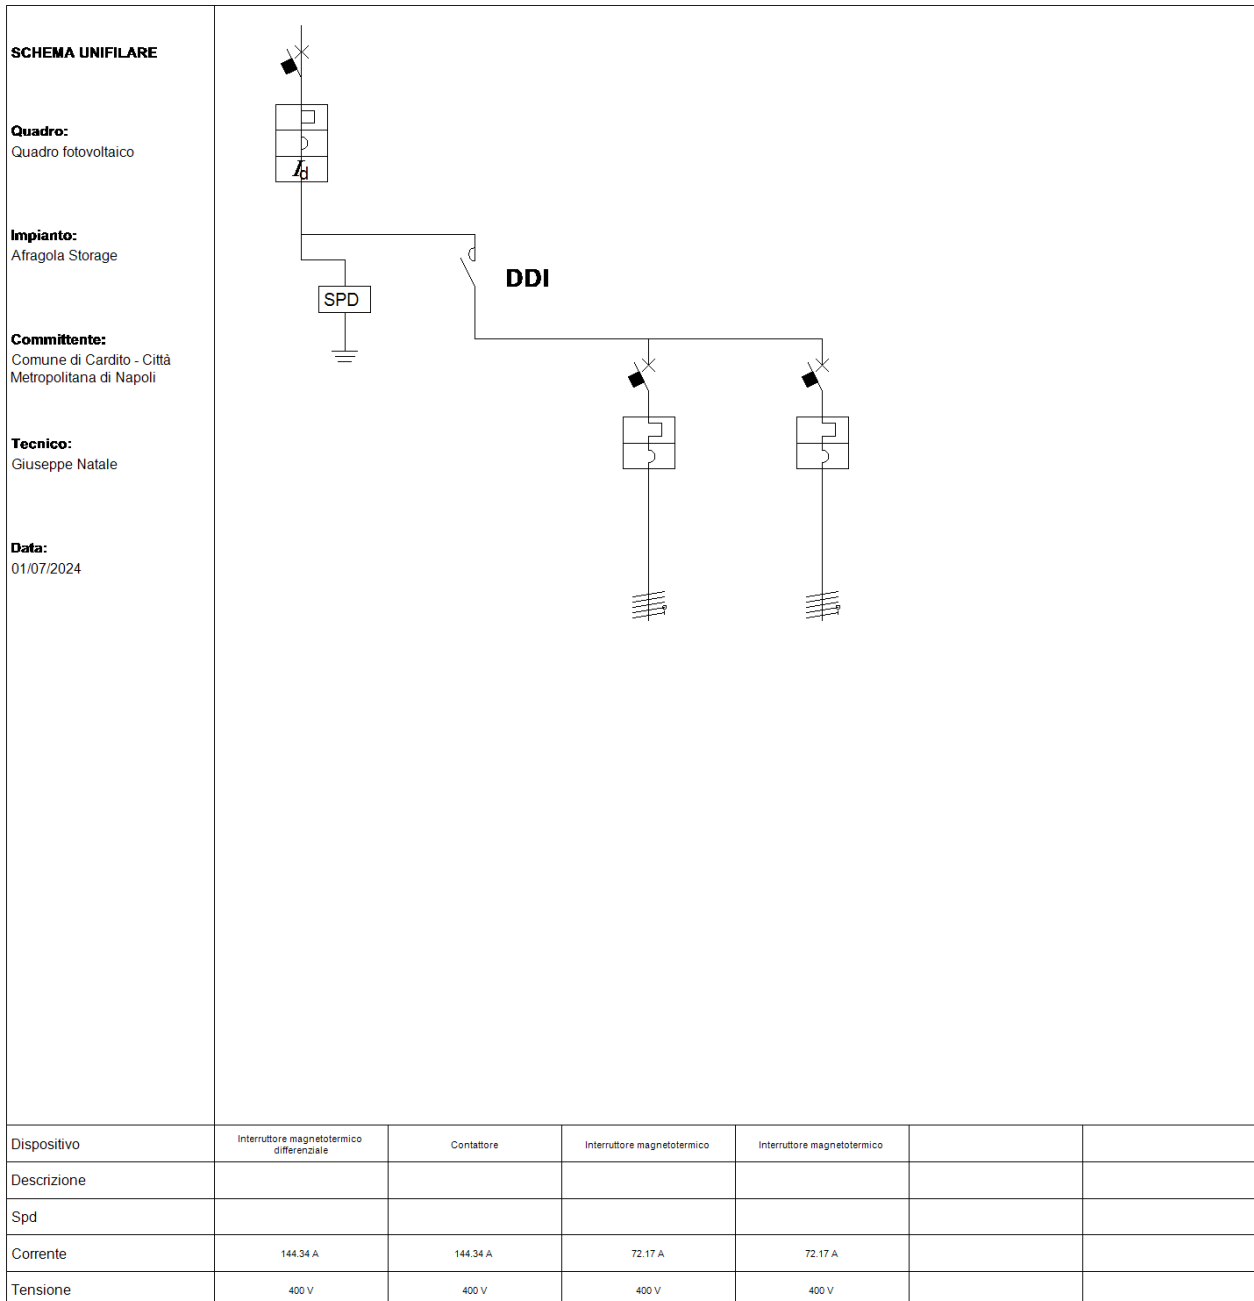 SCHEMA UNIFILARE
Quadro:
Quadro fotovoltaico
Impianto:
Afragola Storage
Committente:
Comune di Cardito - Città
Metropolitana di Napoli
Tecnico:
Giuseppe Natale
Data:
01/07/2024
Id
SPD
DDI
Dispositivo
Interruttore magnetotermico
differenziale
Contattore
Interruttore magnetotermico
Interruttore magnetotermico
Descrizione
Spd
Corrente
144.34 A
144.34 A
72.17 A
72.17 A
Tensione
400 V
400 V
400 V
400 V